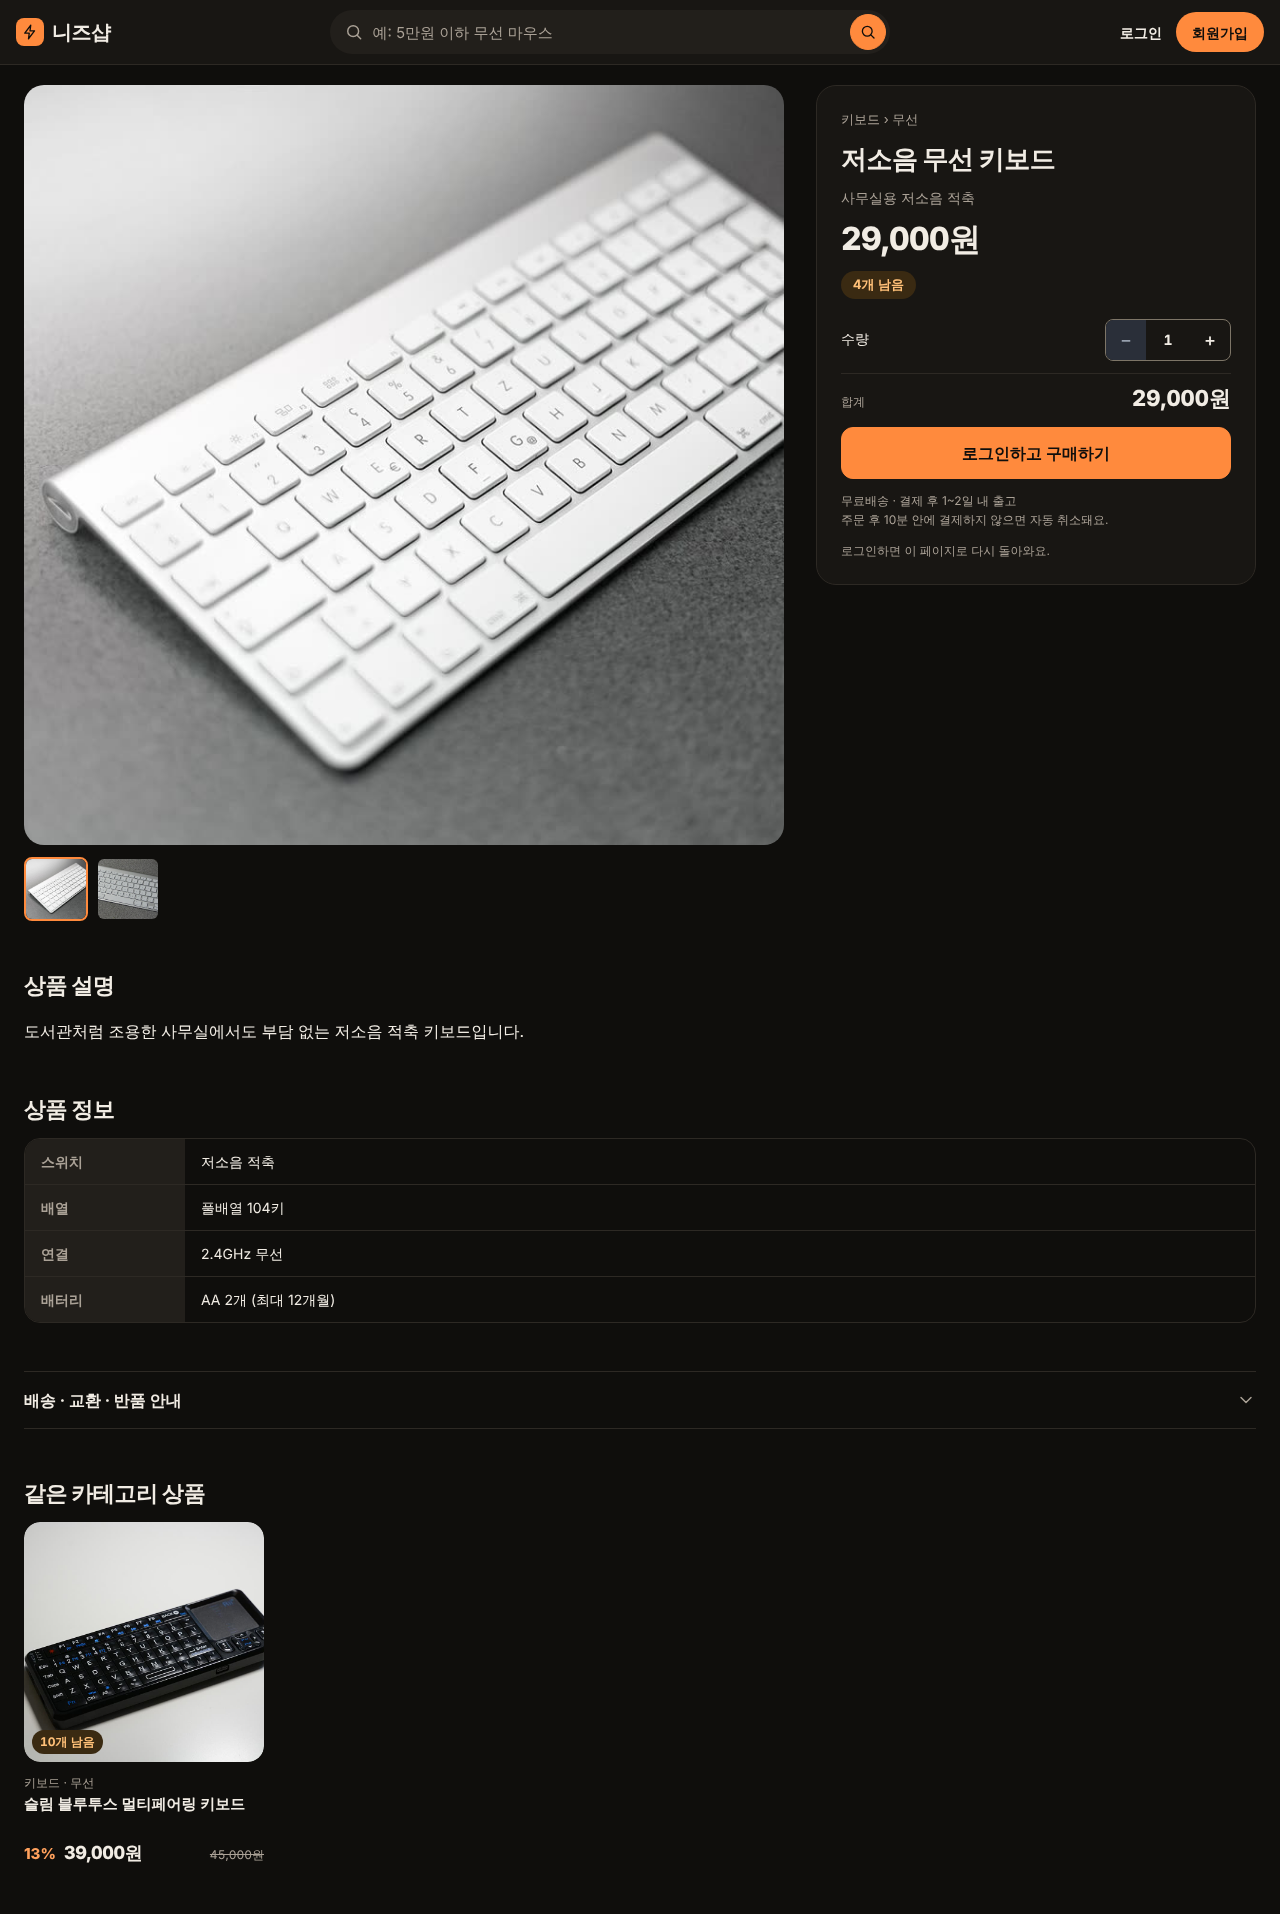 니즈샵
예: 5만원 이하 무선 마우스
로그인
회원가입
키보드 › 무선
저소음 무선 키보드
사무실용 저소음 적축
29,000원
4개 남음
수량
− 1 +
합계
29,000원
로그인하고 구매하기
무료배송 · 결제 후 1~2일 내 출고
주문 후 10분 안에 결제하지 않으면 자동 취소돼요.
로그인하면 이 페이지로 다시 돌아와요.
상품 설명
도서관처럼 조용한 사무실에서도 부담 없는 저소음 적축 키보드입니다.
상품 정보
스위치 저소음 적축
배열 풀배열 104키
연결 2.4GHz 무선
배터리 AA 2개 (최대 12개월)
배송 · 교환 · 반품 안내
같은 카테고리 상품
10개 남음
키보드 · 무선
슬림 블루투스 멀티페어링 키보드
13% 39,000원 45,000원